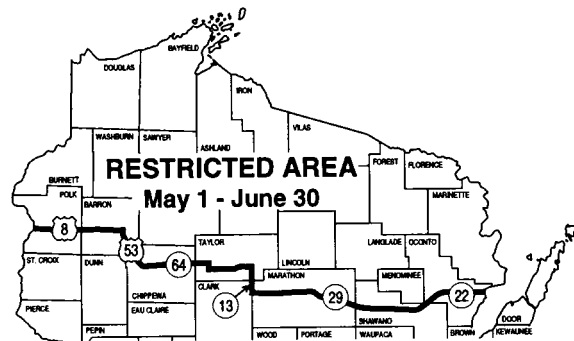 BAYFIELD
DOUGLAS
IRON
VILAS
WASHBURN
SAWYER
ASHLAND
FOREST
FLORENCE
RESTRICTED AREA
May 1 - June 30
BURNETT
POLK
BARRON
MARINETTE
8
53
64
TAYLOR
LINCOLN
LANGLADE
OCONTO
ST. CROIX
DUNN
CHIPPEWA
CLARK
MARATHON
MENOMINEE
13
29
22
PIERCE
EAU CLAIRE
PEPIN
WOOD
PORTAGE
SHAWANO
WAUPACA
BROWN
DOOR
KEWAUNEE